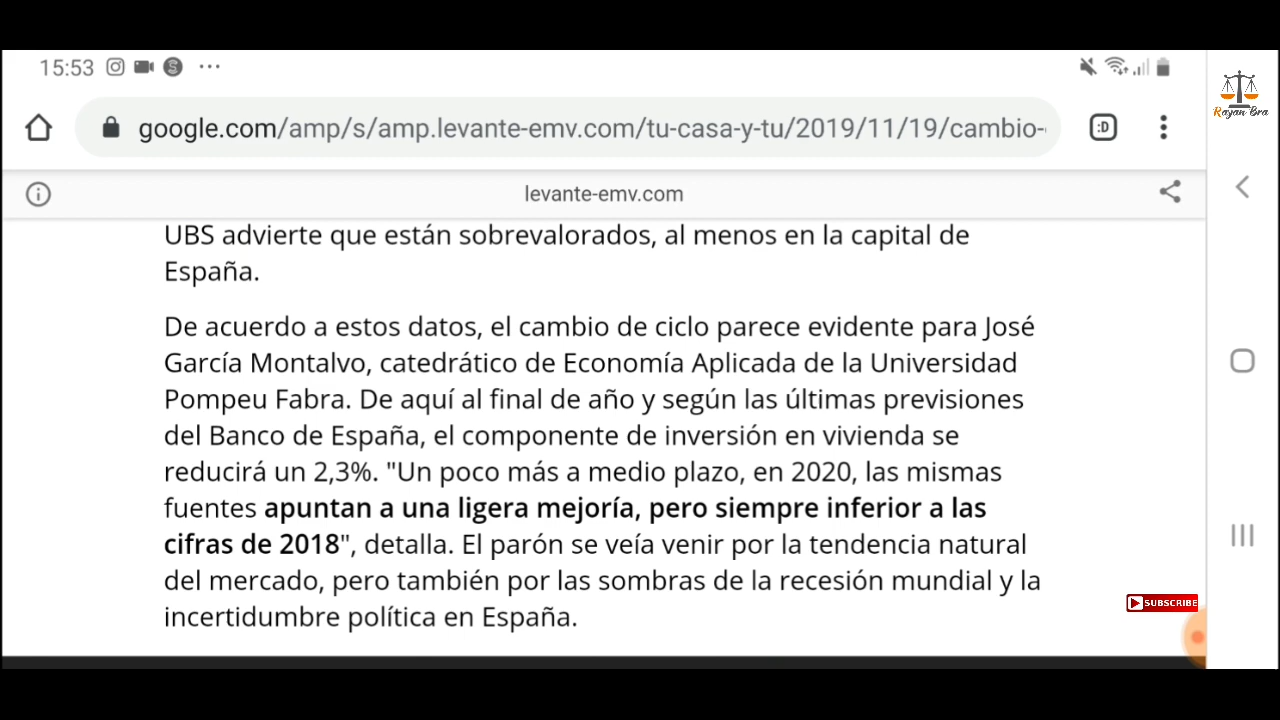 15:53
Rayan Bra
google.com/amp/s/amp.levante-emv.com/tu-casa-y-tu/2019/11/19/cambio-
:D
levante-emv.com
UBS advierte que están sobrevalorados, al menos en la capital de
España.
De acuerdo a estos datos, el cambio de ciclo parece evidente para José
García Montalvo, catedrático de Economía Aplicada de la Universidad
Pompeu Fabra. De aquí al final de año y según las últimas previsiones
del Banco de España, el componente de inversión en vivienda se
reducirá un 2,3%. "Un poco más a medio plazo, en 2020, las mismas
fuentes apuntan a una ligera mejoría, pero siempre inferior a las
cifras de 2018", detalla. El parón se veía venir por la tendencia natural
del mercado, pero también por las sombras de la recesión mundial y la
incertidumbre política en España.
SUBSCRIBE